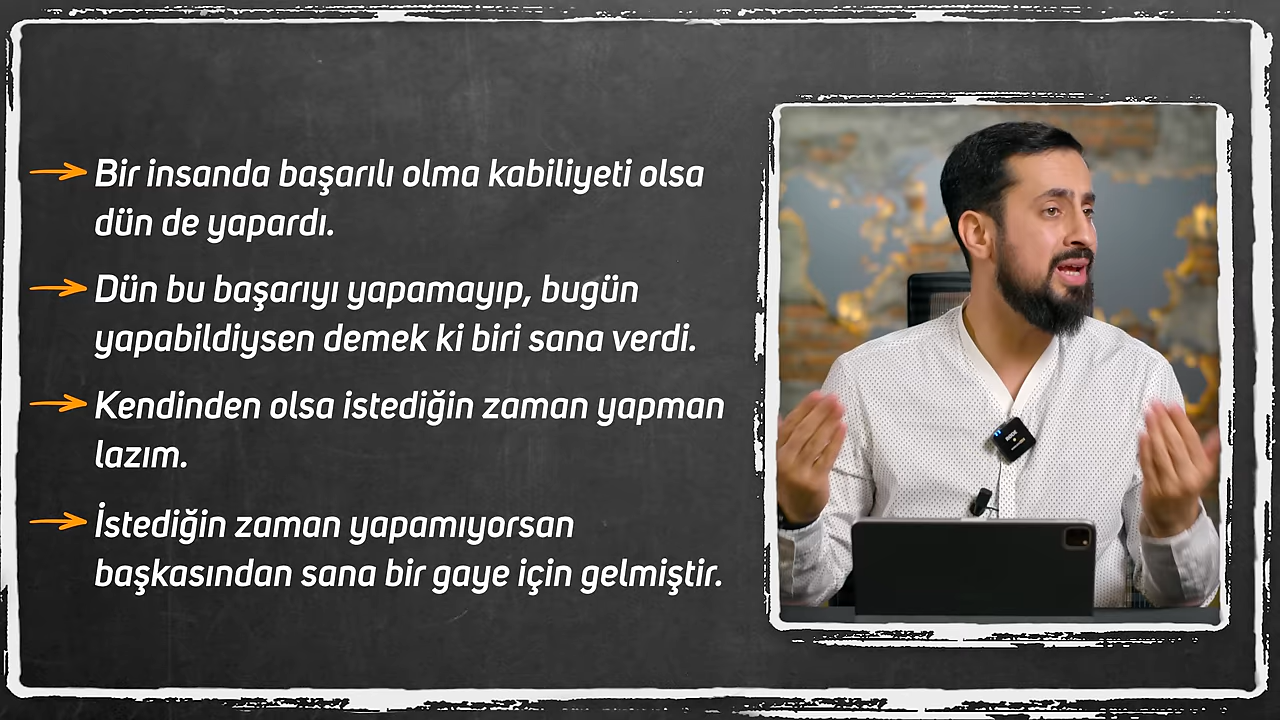 Bir insanda başarılı olma kabiliyeti olsa
dün de yapardı.
Dün bu başarıyı yapamayıp, bugün
yapabildiysen demek ki biri sana verdi.
Kendinden olsa istediğin zaman yapman
lazım.
İstediğin zaman yapamıyorsan
başkasından sana bir gaye için gelmiştir.